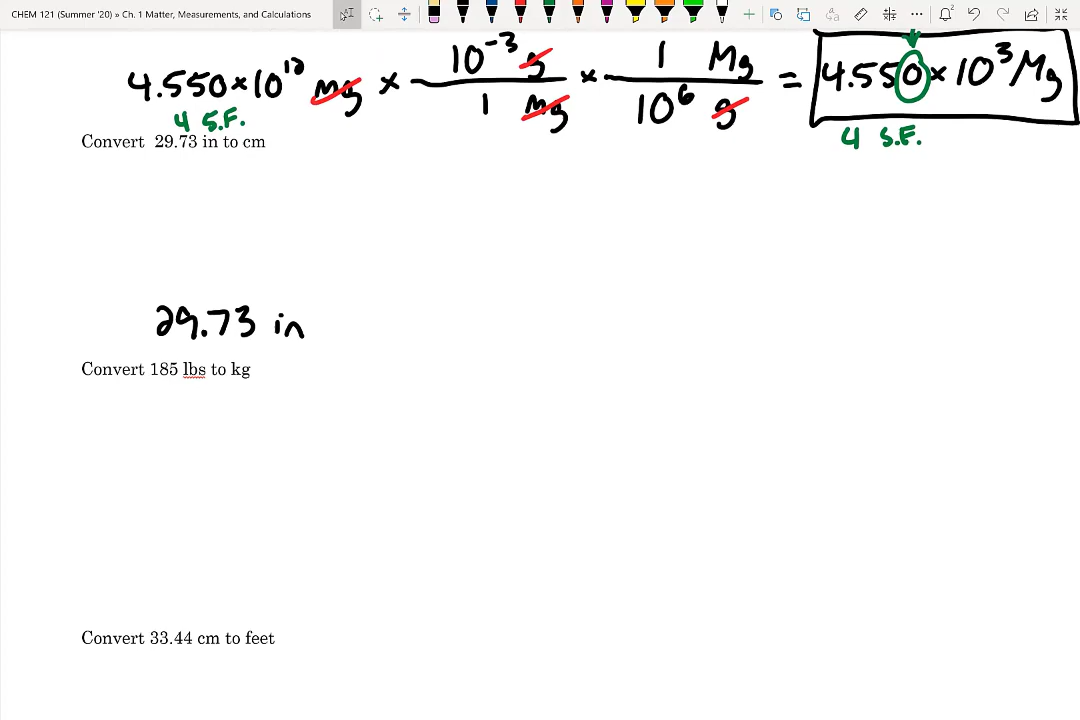 CHEM 121 (Summer '20) » Ch. 1 Matter, Measurements, and Calculations
4.550×10¹² mg × 10⁻³ g / 1 mg × 1 Mg / 10⁶ g = 4.550×10³ Mg
4 S.F. 4 S.F.
Convert 29.73 in to cm
29.73 in
Convert 185 lbs to kg
Convert 33.44 cm to feet